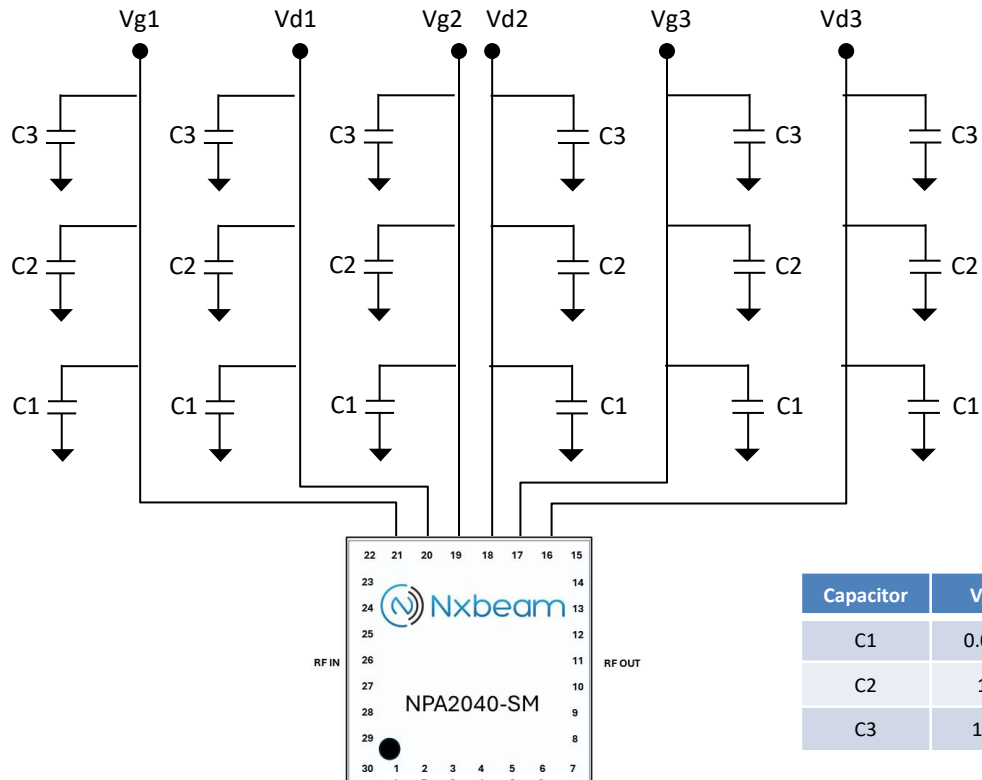 Vg1 Vd1 Vg2 Vd2 Vg3 Vd3
C3 C3 C3 C3 C3 C3
C2 C2 C2 C2 C2 C2
C1 C1 C1 C1 C1 C1
22 21 20 19 18 17 16 15
23 14
24 Nxbeam 13
25 12
RF IN 26 11 RF OUT
27 10
28 NPA2040-SM 9
29 8
30 1 2 3 4 5 6 7
Capacitor
C1
C2
C3